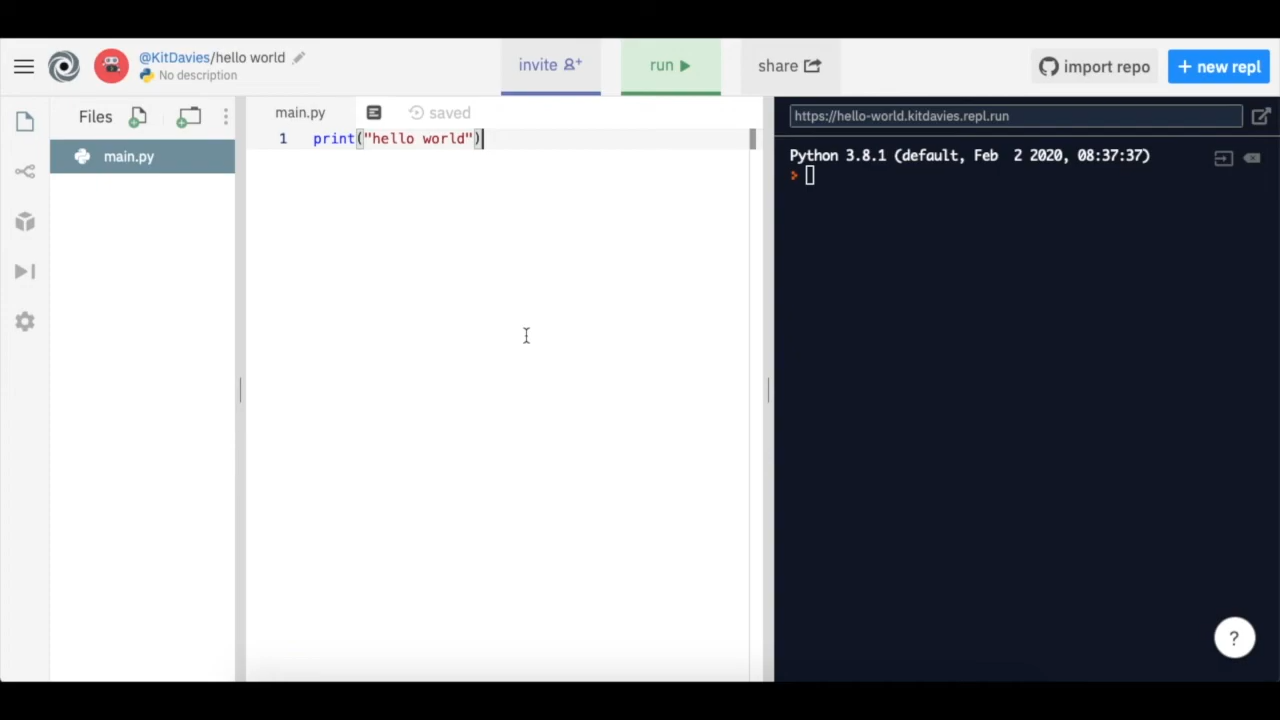 @KitDavies/hello world
No description
invite
run
share
import repo
+ new repl
Files
main.py
main.py
saved
1 print("hello world")
https://hello-world.kitdavies.repl.run
Python 3.8.1 (default, Feb  2 2020, 08:37:37)
?